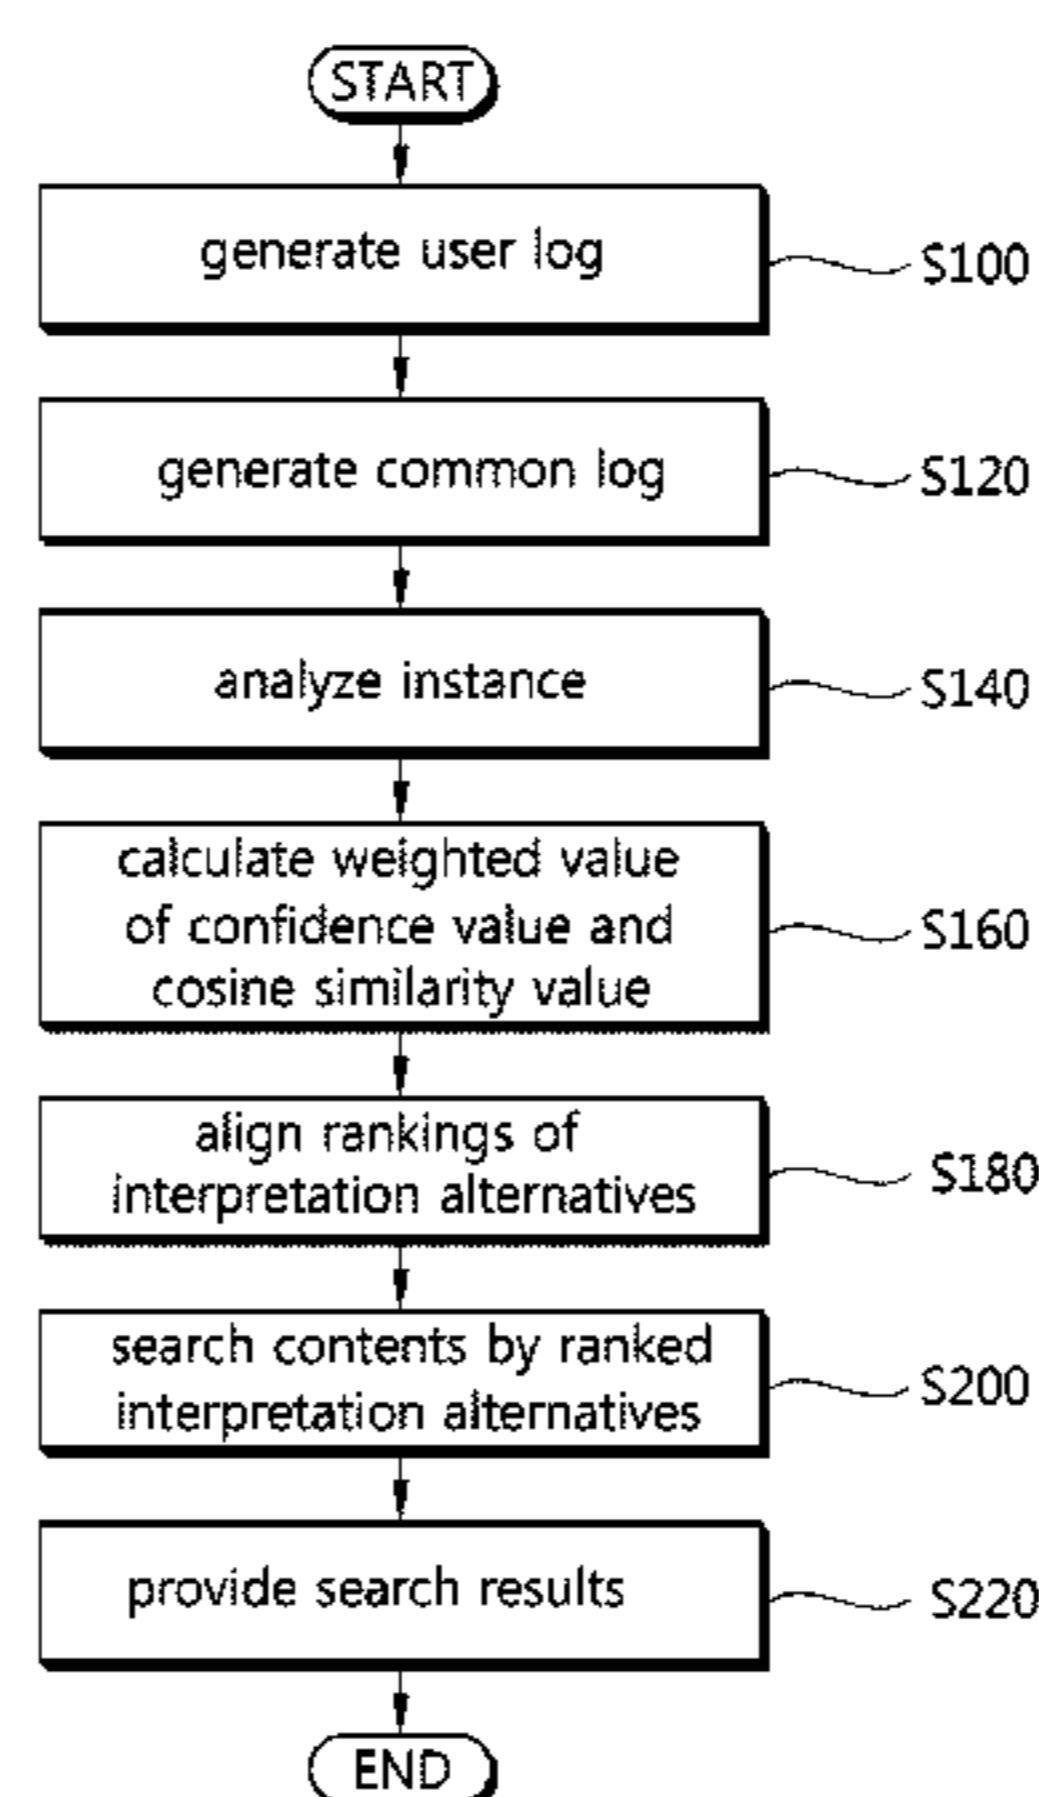 START
generate user log
S100
generate common log
S120
analyze instance
S140
calculate weighted value
of confidence value and
cosine similarity value
S160
align rankings of
interpretation alternatives
S180
search contents by ranked
interpretation alternatives
S200
provide search results
S220
END